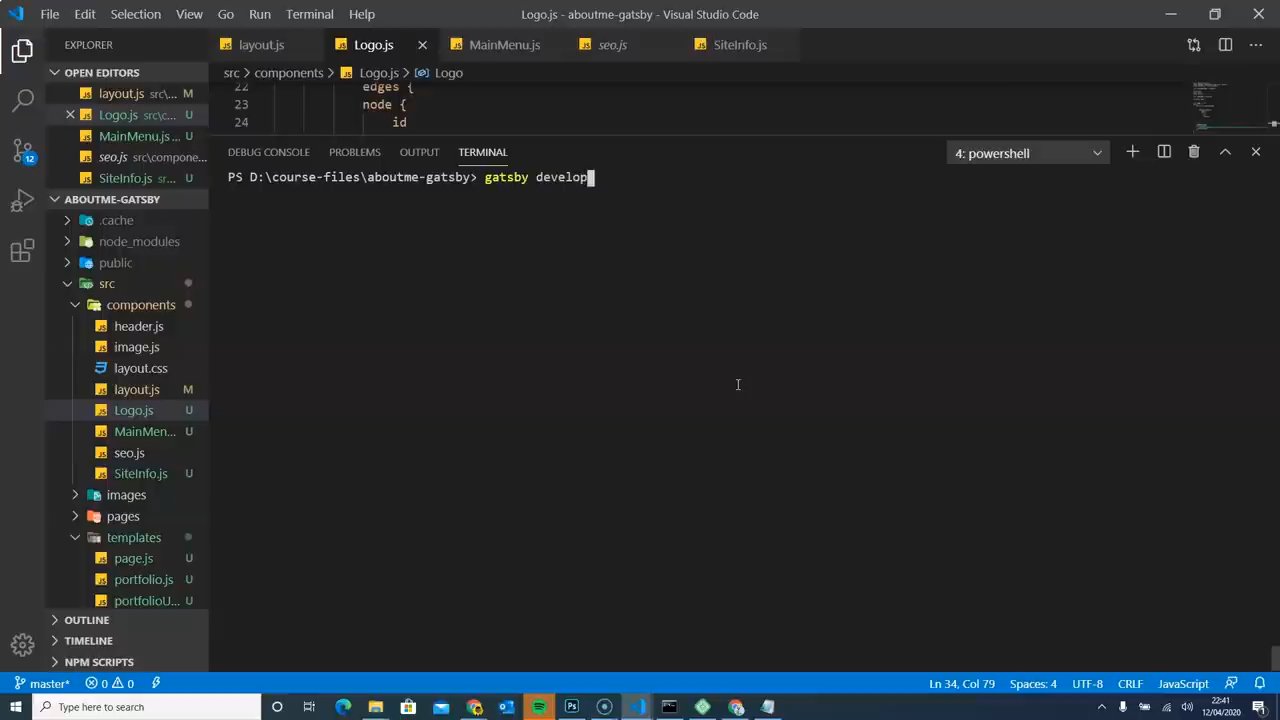 File Edit Selection View Go Run Terminal Help
Logo.js - aboutme-gatsby - Visual Studio Code
EXPLORER
layout.js Logo.js MainMenu.js seo.js SiteInfo.js
OPEN EDITORS
src > components > Logo.js > Logo
layout.js src\... M
Logo.js src\c... U
MainMenu.js ... U
seo.js src\compone...
SiteInfo.js sr... U
22 edges {
23 node {
24 id
DEBUG CONSOLE PROBLEMS OUTPUT TERMINAL
4: powershell
PS D:\course-files\aboutme-gatsby> gatsby develop
ABOUTME-GATSBY
.cache
node_modules
public
src
components
header.js
image.js
layout.css
layout.js M
Logo.js U
MainMen... U
seo.js
SiteInfo.js U
images
pages
templates
page.js U
portfolio.js U
portfolioU... U
OUTLINE
TIMELINE
NPM SCRIPTS
12
master* 0 0 Ln 34, Col 79 Spaces: 4 UTF-8 CRLF JavaScript
Type here to search
22:41
12/04/2020